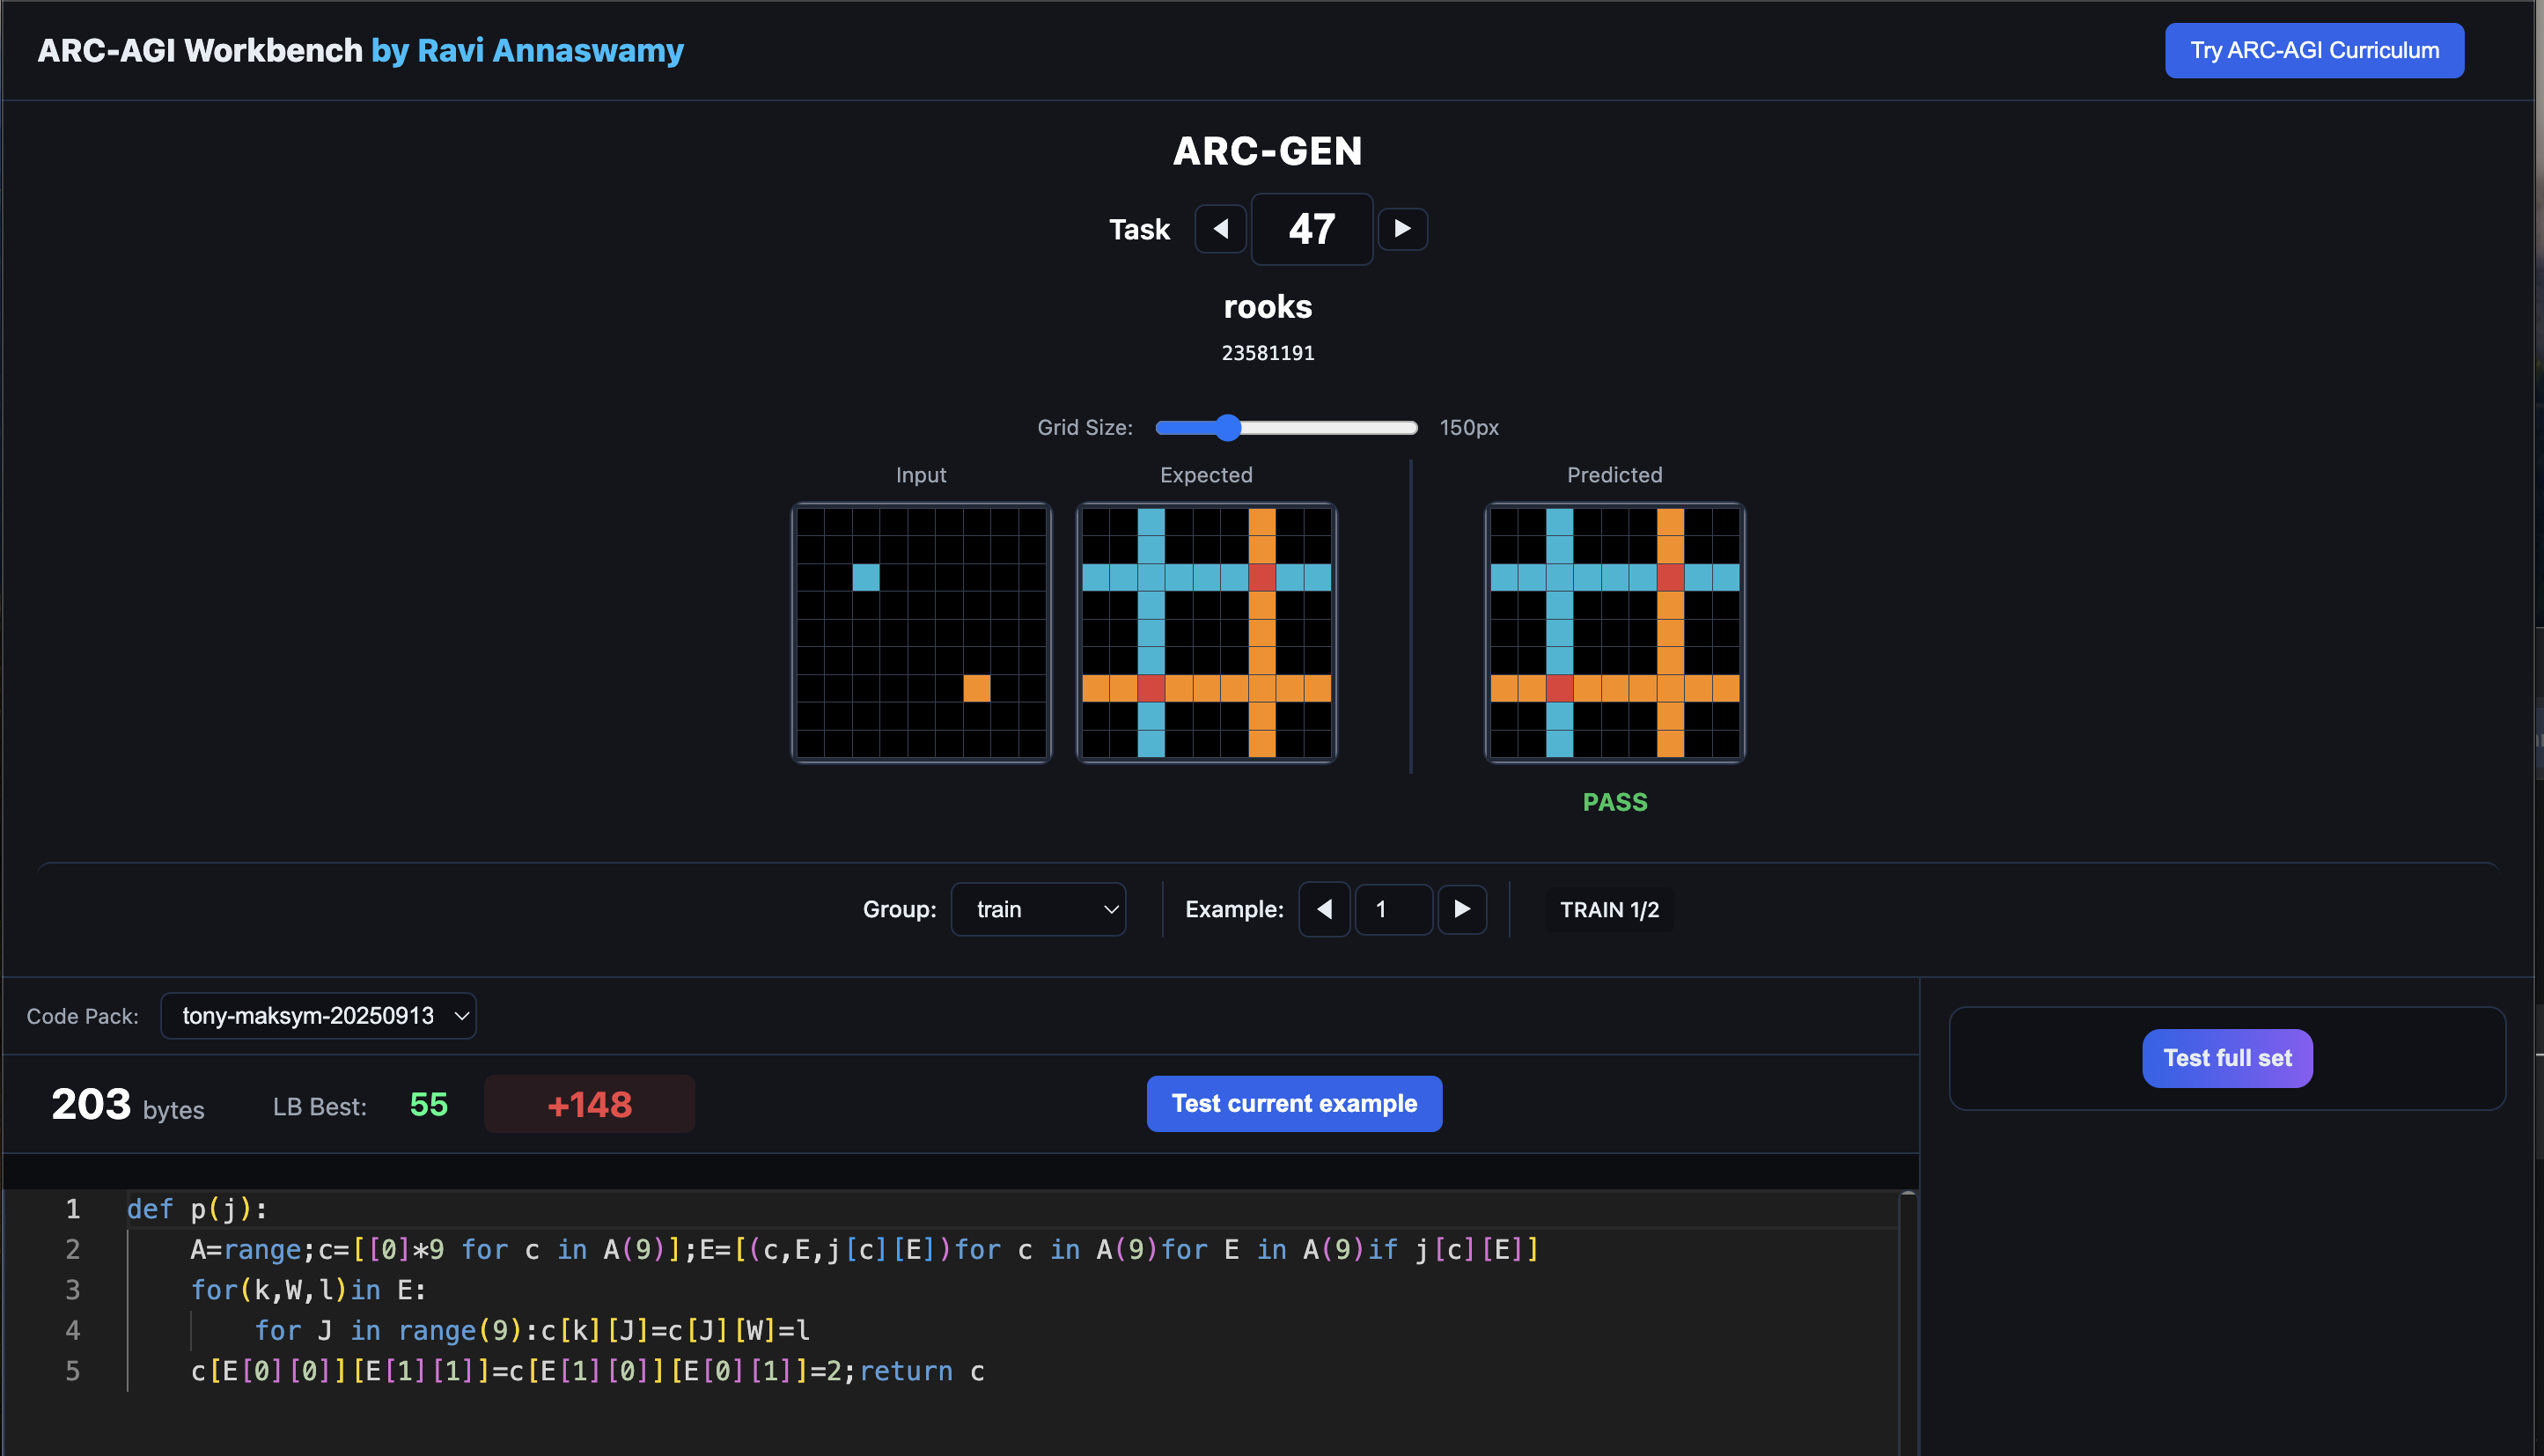 ARC-AGI Workbench by Ravi Annaswamy
Try ARC-AGI Curriculum
ARC-GEN
Task ◀ 47 ▶
rooks
23581191
Grid Size: 150px
Input Expected Predicted
PASS
Group: train Example: ◀ 1 ▶ TRAIN 1/2
Code Pack: tony-maksym-20250913
Test full set
203 bytes LB Best: 55 +148 Test current example
1 def p(j):
2 A=range;c=[[0]*9 for c in A(9)];E=[(c,E,j[c][E])for c in A(9)for E in A(9)if j[c][E]]
3 for(k,W,l)in E:
4 for J in range(9):c[k][J]=c[J][W]=l
5 c[E[0][0]][E[1][1]]=c[E[1][0]][E[0][1]]=2;return c